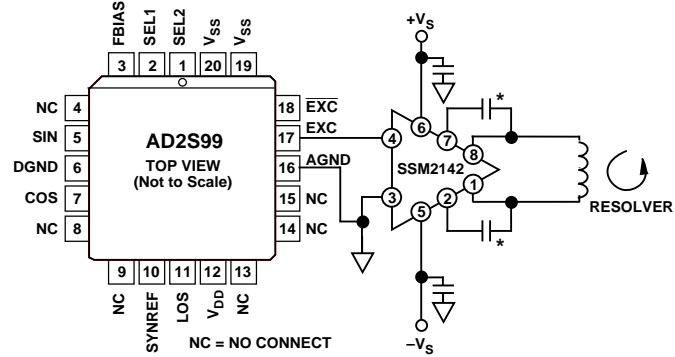 FBIAS
SEL1
SEL2
VSS
VSS
3
2
1
20
19
+VS
NC 4
SIN 5
DGND 6
COS 7
NC 8
AD2S99
TOP VIEW
(Not to Scale)
18 EXC
17 EXC
16 AGND
15 NC
14 NC
9
10
11
12
13
NC
SYNREF
LOS
VDD
NC
NC = NO CONNECT
4
3
6
7
8
SSM2142
1
2
5
*
*
RESOLVER
–VS